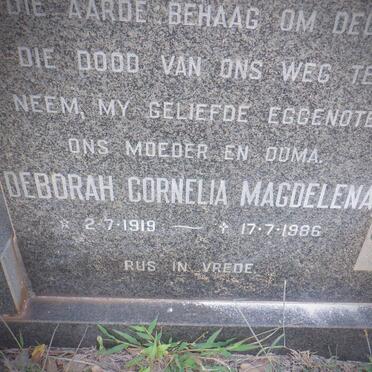 DIE AARDE BEHAAG OM DEUR
DIE DOOD VAN ONS WEG TE
NEEM, MY GELIEFDE EGGENOTE
ONS MOEDER EN OUMA.
DEBORAH CORNELIA MAGDELENA
* 2-7-1919 — † 17-7-1986
RUS IN VREDE.